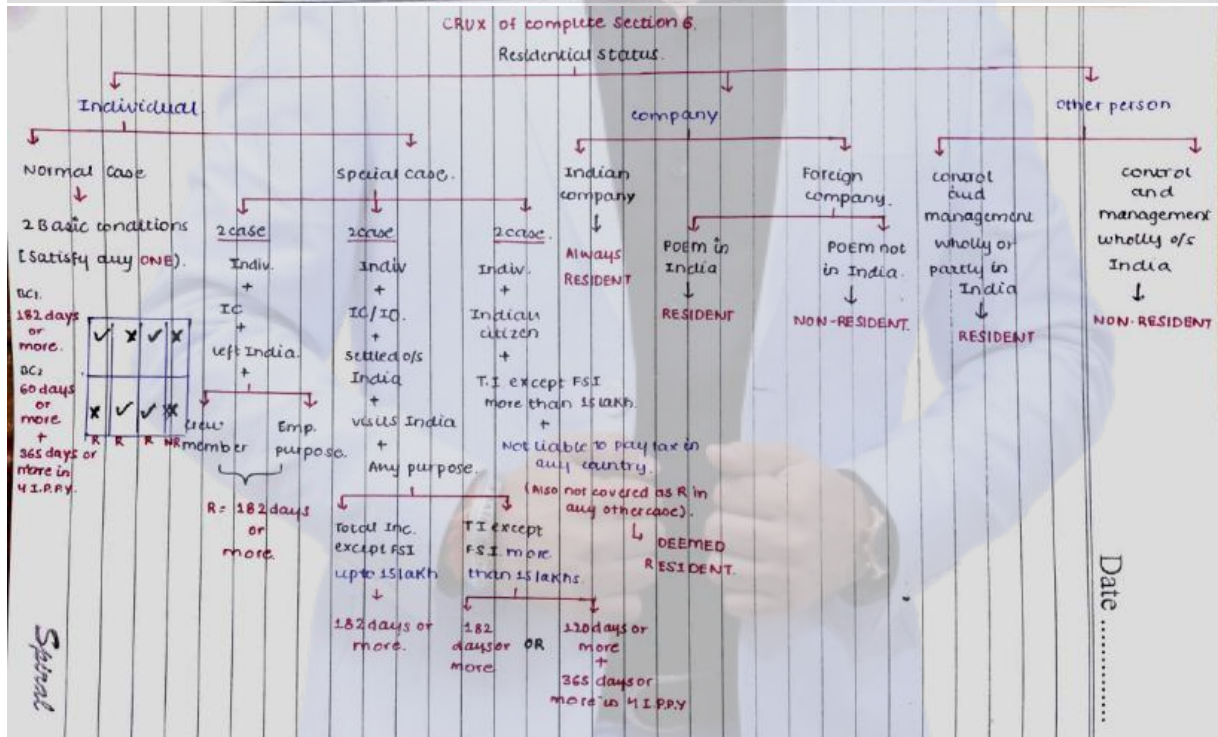 CRUX of complete Section 6.
Residential status.
Individual
company
other person
Normal Case
special case.
2 Basic conditions
[Satisfy any ONE).
BC1.
182 days
or
more.
BC2
60 days
or
more
+
365 days or
more in
4 I.P.P.Y.
✓ x ✓ x
x ✓ ✓ x
R R R NR
2 case
Indiv.
+
IC
+
left India.
+
crew
member
Emp.
purpose.
R = 182 days
or
more.
2 case
Indiv
+
IC/IO.
+
settled o/s
India
+
visits India
+
Any purpose.
Total Inc.
except FSI
upto 15 lakh
182 days or
more.
TI except
F.S.I. more
than 15 lakhs.
182
days or
more
OR
120 days or
more
+
365 days or
more in 4 I.P.P.Y
2 case.
Indiv.
+
Indian
citizen
+
T.I except FSI
more than 15 lakh.
+
Not liable to pay tax in
any country.
(Also not covered as R in
any other case).
DEEMED
RESIDENT.
Indian
company
Always
RESIDENT
Foreign
company.
POEM in
India
RESIDENT
POEM not
in India.
NON-RESIDENT.
control
and
management
wholly or
partly in
India
RESIDENT
control
and
management
wholly o/s
India
NON-RESIDENT
Date ..............
Spiral